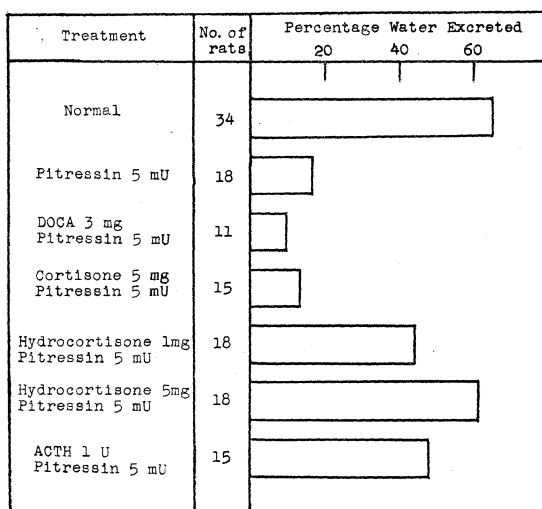 Treatment
No. of
rats
Percentage Water Excreted
20 40 60
Normal
34
Pitressin 5 mU
18
DOCA 3 mg
Pitressin 5 mU
11
Cortisone 5 mg
Pitressin 5 mU
15
Hydrocortisone 1mg
Pitressin 5 mU
18
Hydrocortisone 5mg
Pitressin 5 mU
18
ACTH 1 U
Pitressin 5 mU
15